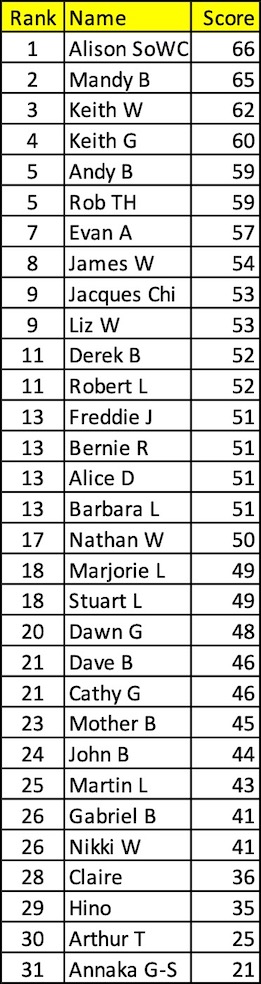 Rank Name Score
1 Alison SoWC 66
2 Mandy B 65
3 Keith W 62
4 Keith G 60
5 Andy B 59
5 Rob TH 59
7 Evan A 57
8 James W 54
9 Jacques Chi 53
9 Liz W 53
11 Derek B 52
11 Robert L 52
13 Freddie J 51
13 Bernie R 51
13 Alice D 51
13 Barbara L 51
17 Nathan W 50
18 Marjorie L 49
18 Stuart L 49
20 Dawn G 48
21 Dave B 46
21 Cathy G 46
23 Mother B 45
24 John B 44
25 Martin L 43
26 Gabriel B 41
26 Nikki W 41
28 Claire 36
29 Hino 35
30 Arthur T 25
31 Annaka G-S 21